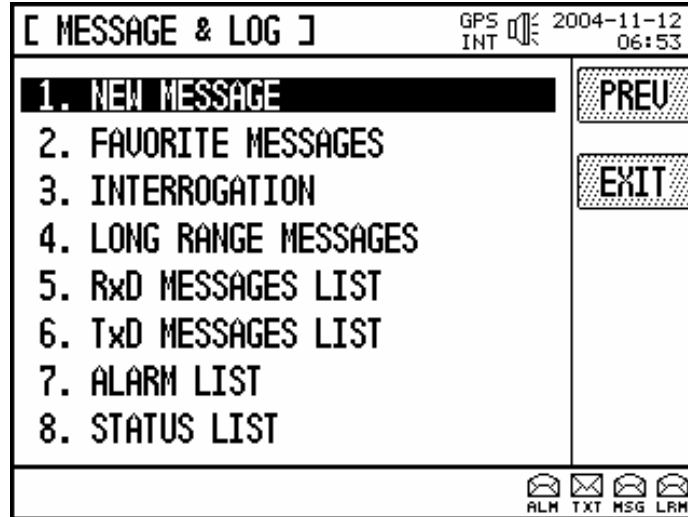 [ MESSAGE & LOG ]
GPS 2004-11-12
INT 06:53
1. NEW MESSAGE
2. FAVORITE MESSAGES
3. INTERROGATION
4. LONG RANGE MESSAGES
5. RxD MESSAGES LIST
6. TxD MESSAGES LIST
7. ALARM LIST
8. STATUS LIST
PREV
EXIT
ALM TXT MSG LRM